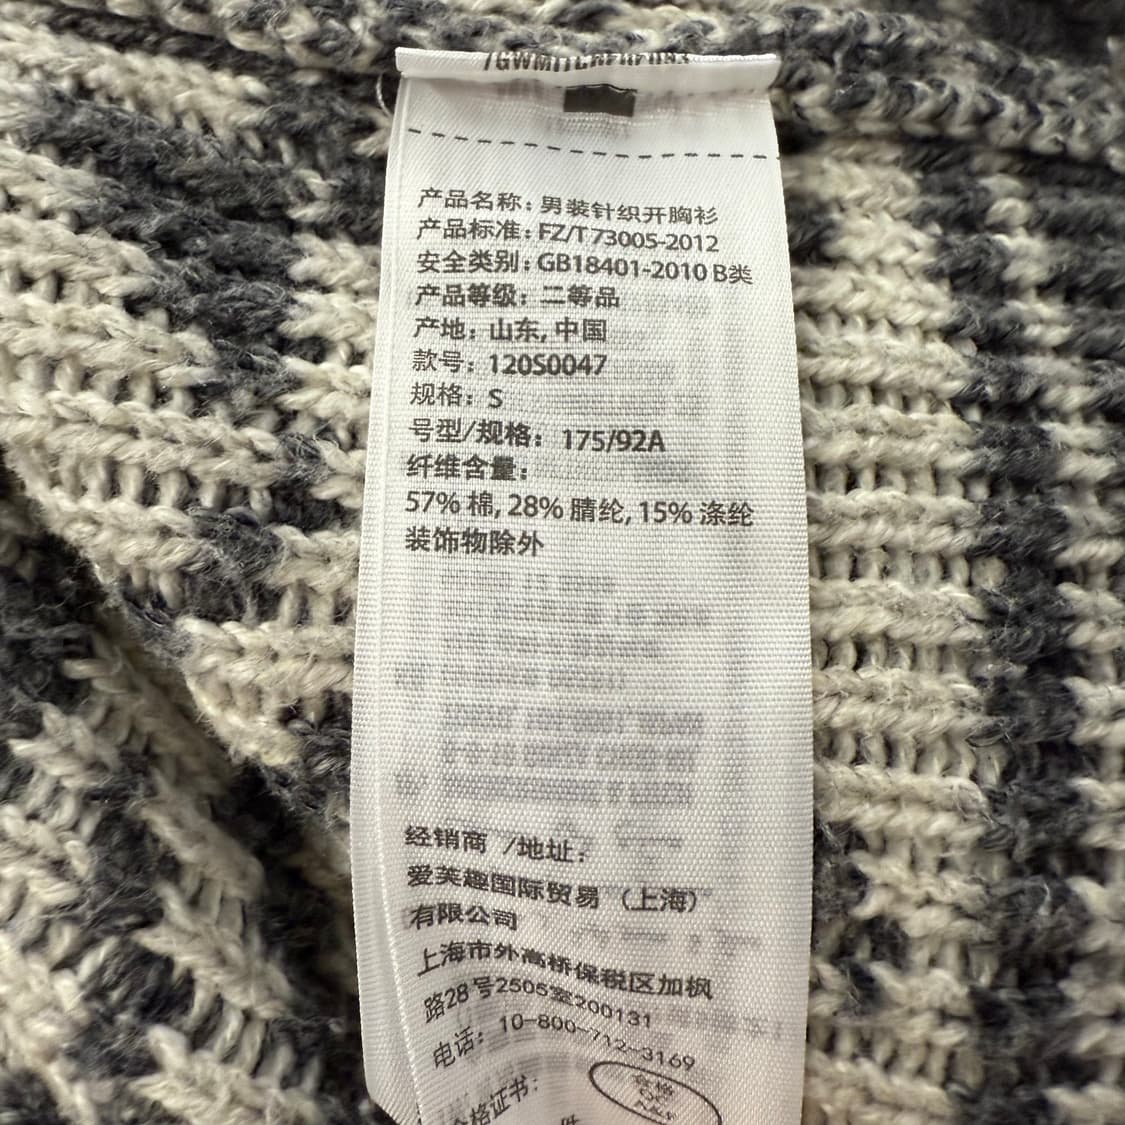 产品名称: 男装针织开胸衫
产品标准: FZ/T 73005-2012
安全类别: GB18401-2010 B类
产品等级: 二等品
产地: 山东, 中国
款号: 120S0047
规格: S
号型/规格: 175/92A
纤维含量:
57% 棉, 28% 腈纶, 15% 涤纶
装饰物除外
经销商 /地址:
爱芙趣国际贸易 (上海)
有限公司
上海市外高桥保税区加枫
路28号2505室200131
电话: 10-800-712-3169
合格证书:
合格